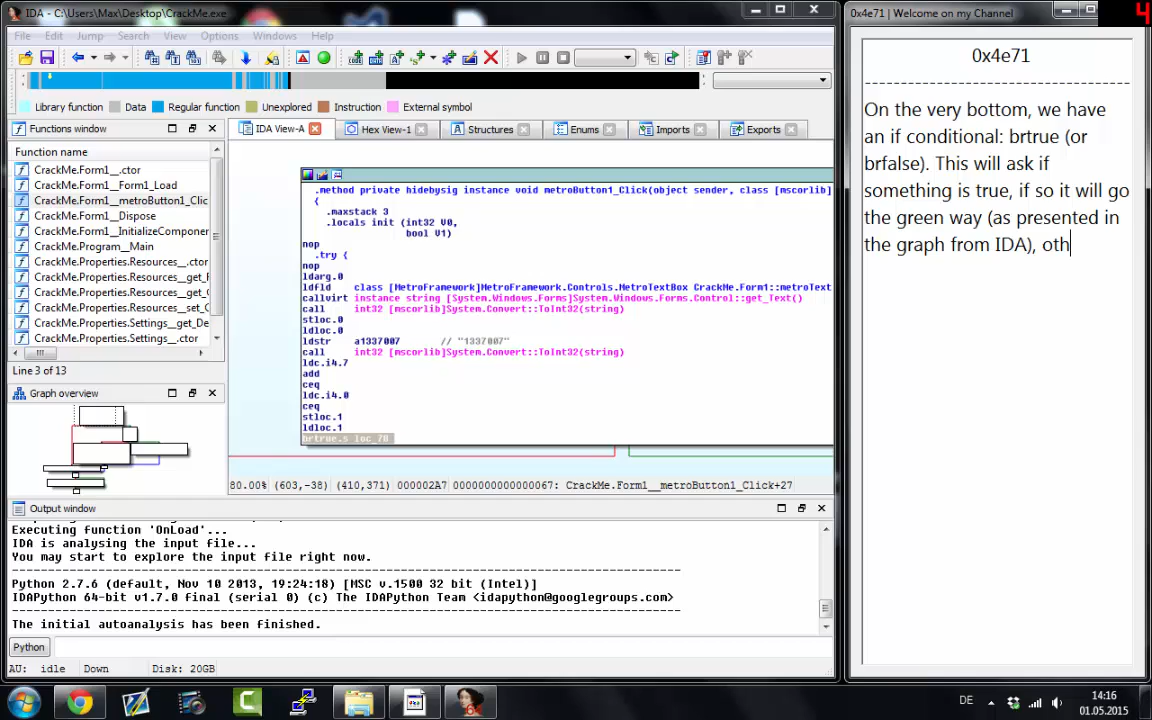 IDA - C:\Users\Max\Desktop\CrackMe.exe
File Edit Jump Search View Options Windows Help
Library function Data Regular function Unexplored Instruction External symbol
Functions window
Function name
CrackMe.Form1__.ctor
CrackMe.Form1__Form1_Load
CrackMe.Form1__metroButton1_Clic
CrackMe.Form1__Dispose
CrackMe.Form1__InitializeComponer
CrackMe.Program__Main
CrackMe.Properties.Resources__.ctor
CrackMe.Properties.Resources__get_F
CrackMe.Properties.Resources__get_C
CrackMe.Properties.Resources__set_C
CrackMe.Properties.Settings__get_De
CrackMe.Properties.Settings__.ctor
Line 3 of 13
Graph overview
IDA View-A Hex View-1 Structures Enums Imports Exports
.method private hidebysig instance void metroButton1_Click(object sender, class [mscorlib]
{
.maxstack 3
.locals init (int32 V0,
bool V1)
nop
.try {
nop
ldarg.0
ldfld class [MetroFramework]MetroFramework.Controls.MetroTextBox CrackMe.Form1::metroText
callvirt instance string [System.Windows.Forms]System.Windows.Forms.Control::get_Text()
call int32 [mscorlib]System.Convert::ToInt32(string)
stloc.0
ldloc.0
ldstr a1337007 // "1337007"
call int32 [mscorlib]System.Convert::ToInt32(string)
ldc.i4.7
add
ceq
ldc.i4.0
ceq
stloc.1
ldloc.1
brtrue.s loc_78
80.00% (603,-38) (410,371) 000002A7 0000000000000067: CrackMe.Form1__metroButton1_Click+27
Output window
Executing function 'OnLoad'...
IDA is analysing the input file...
You may start to explore the input file right now.
Python 2.7.6 (default, Nov 10 2013, 19:24:18) [MSC v.1500 32 bit (Intel)]
IDAPython 64-bit v1.7.0 final (serial 0) (c) The IDAPython Team <idapython@googlegroups.com>
The initial autoanalysis has been finished.
Python
AU: idle Down Disk: 20GB
0x4e71 | Welcome on my Channel
4
0x4e71
On the very bottom, we have
an if conditional: brtrue (or
brfalse). This will ask if
something is true, if so it will go
the green way (as presented in
the graph from IDA), oth
DE
14:16
01.05.2015